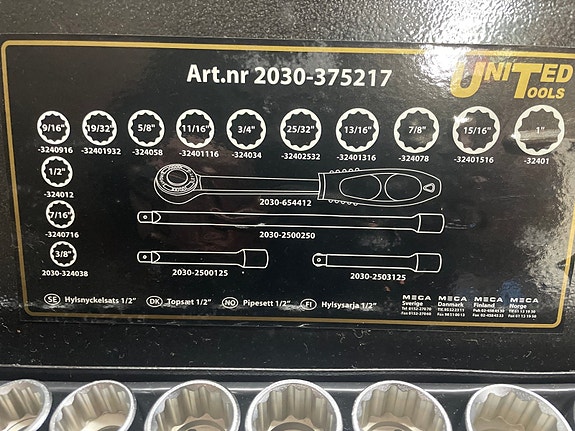 Art.nr 2030-375217
UNITED
TOOLS
9/16" 19/32" 5/8" 11/16" 3/4" 25/32" 13/16" 7/8" 15/16" 1"
-3240916 -32401932 -324058 -32401116 -324034 -32402532 -32401316 -324078 -32401516 -32401
1/2"
-324012
2030-654412
7/16"
-3240716
2030-2500250
3/8"
2030-324038
2030-2500125 2030-2503125
SE Hylsnyckelsats 1/2" DK Topsæt 1/2" NO Pipesett 1/2" FI Hylsysarja 1/2"
MECA MECA MECA MECA
Sverige Danmark Finland Norge